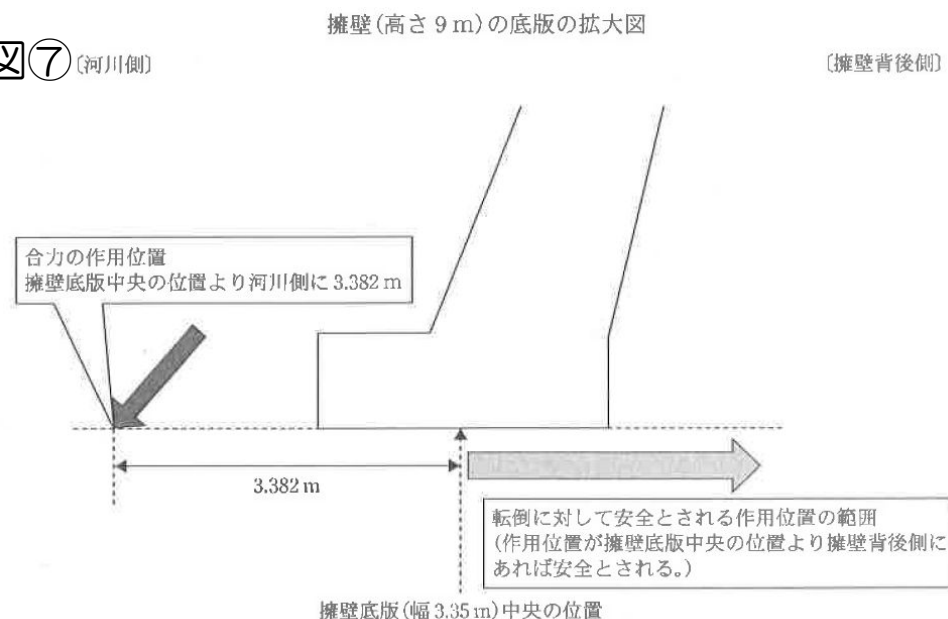 擁壁(高さ9m)の底版の拡大図
図⑦
〔河川側〕
〔擁壁背後側〕
合力の作用位置
擁壁底版中央の位置より河川側に3.382m
3.382m
転倒に対して安全とされる作用位置の範囲
(作用位置が擁壁底版中央の位置より擁壁背後側に
あれば安全とされる。)
擁壁底版(幅3.35m)中央の位置